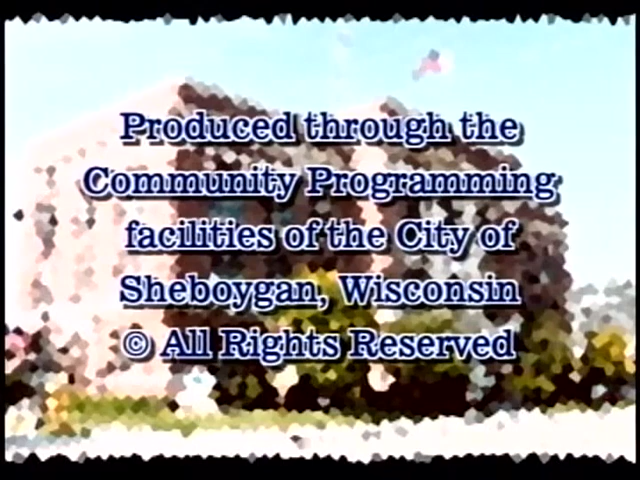 Produced through the
Community Programming
facilities of the City of
Sheboygan, Wisconsin
© All Rights Reserved